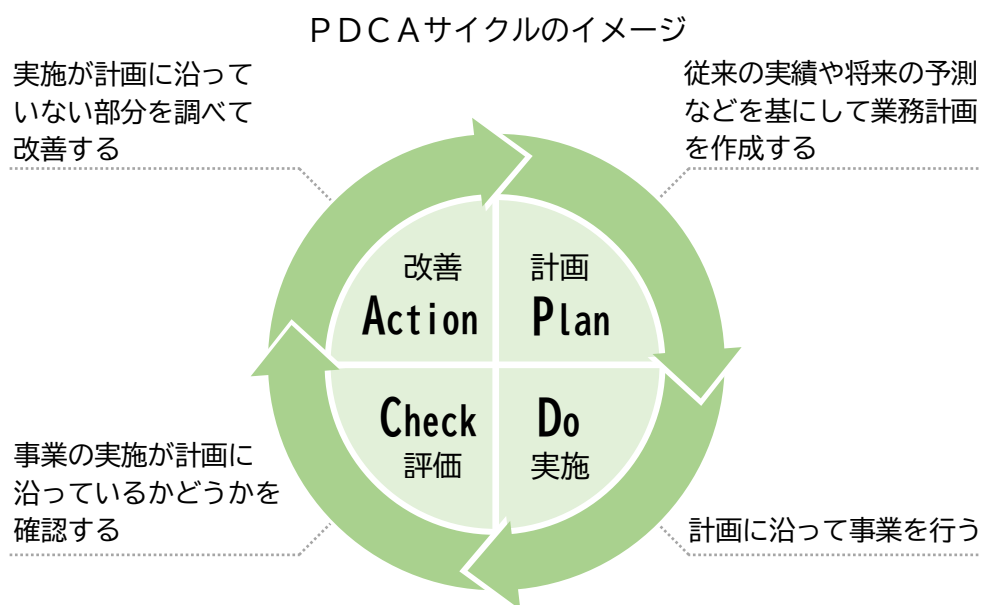 ＰＤＣＡサイクルのイメージ
実施が計画に沿って
いない部分を調べて
改善する
従来の実績や将来の予測
などを基にして業務計画
を作成する
改善
Action
計画
Plan
Check
評価
Do
実施
事業の実施が計画に
沿っているかどうかを
確認する
計画に沿って事業を行う